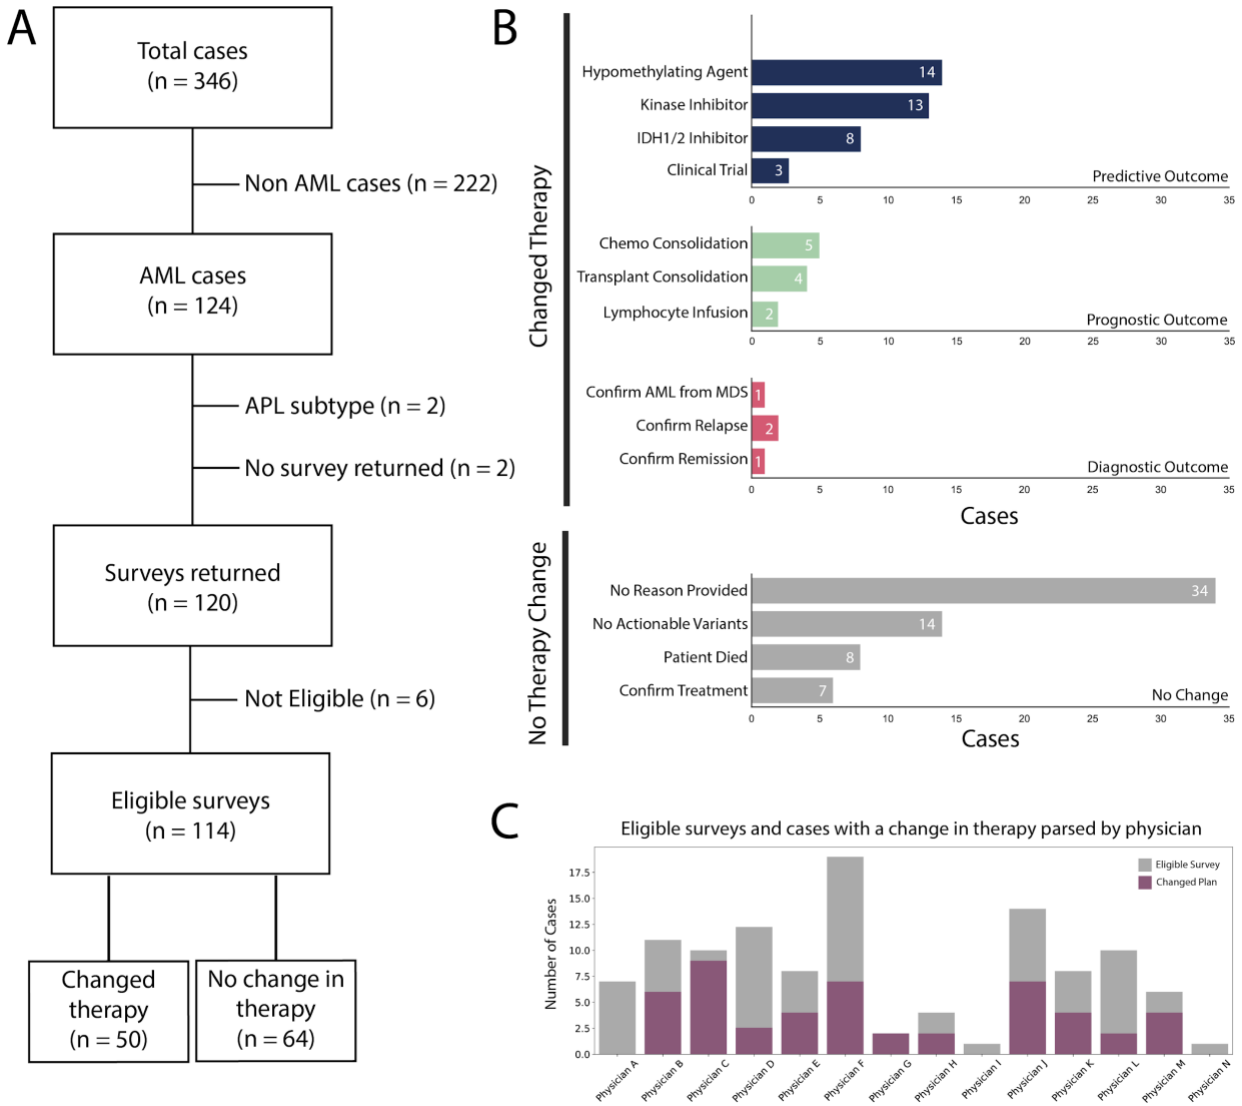 A
Total cases
(n = 346)
Non AML cases (n = 222)
AML cases
(n = 124)
APL subtype (n = 2)
No survey returned (n = 2)
Surveys returned
(n = 120)
Not Eligible (n = 6)
Eligible surveys
(n = 114)
Changed
therapy
(n = 50)
No change in
therapy
(n = 64)
B
Changed Therapy
Hypomethylating Agent 14
Kinase Inhibitor 13
IDH1/2 Inhibitor 8
Clinical Trial 3
Predictive Outcome
0 5 10 15 20 25 30 35
Chemo Consolidation 5
Transplant Consolidation 4
Lymphocyte Infusion 2
Prognostic Outcome
0 5 10 15 20 25 30 35
Confirm AML from MDS 1
Confirm Relapse 2
Confirm Remission 1
Diagnostic Outcome
0 5 10 15 20 25 30 35
Cases
No Therapy Change
No Reason Provided 34
No Actionable Variants 14
Patient Died 8
Confirm Treatment 7
No Change
0 5 10 15 20 25 30 35
Cases
C
Eligible surveys and cases with a change in therapy parsed by physician
Number of Cases
17.5
15.0
12.5
10.0
7.5
5.0
2.5
0.0
Eligible Survey
Changed Plan
Physician A
Physician B
Physician C
Physician D
Physician E
Physician F
Physician G
Physician H
Physician I
Physician J
Physician K
Physician L
Physician M
Physician N